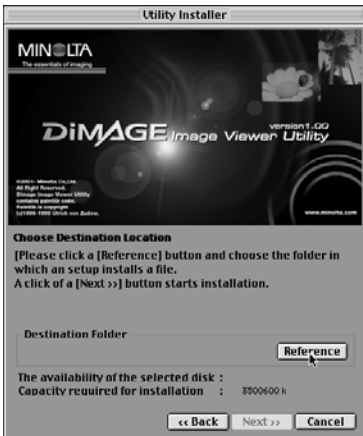 Utility Installer
MINOLTA
The essentials of imaging
DiMAGE Image Viewer Utility
version1.00
©2001- Minolta Co,Ltd.
All Right Reserved.
Dimage Image Viewer Utility
contains paintlib code.
Paintlib is copyright
(c)1996-1999 Ulrich von Zadow.
www.minolta.com
Choose Destination Location
[Please click a [Reference] button and choose the folder in
which an setup installs a file.
A click of a [Next >>] button starts installation.
Destination Folder
Reference
The availability of the selected disk :
Capacity required for installation : 3500600 k
<< Back
Next >>
Cancel